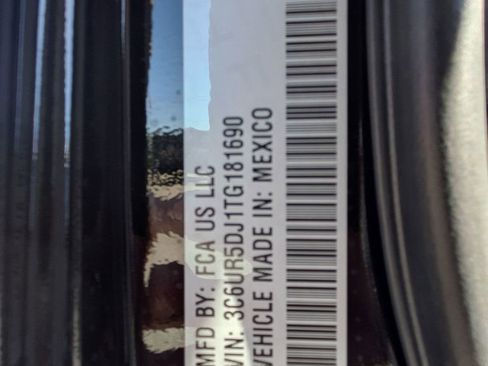 MFD BY: FCA US LLC
VIN: 3C6UR5DJ1TG181690
VEHICLE MADE IN: MEXICO